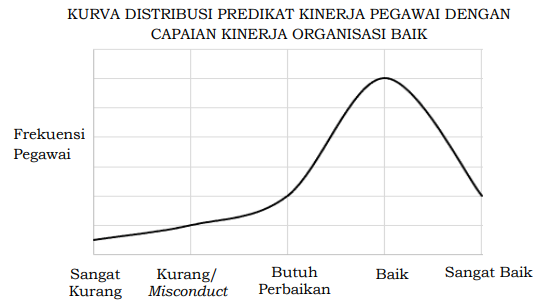 KURVA DISTRIBUSI PREDIKAT KINERJA PEGAWAI DENGAN
CAPAIAN KINERJA ORGANISASI BAIK
Frekuensi
Pegawai
Sangat
Kurang
Kurang/
Misconduct
Butuh
Perbaikan
Baik
Sangat Baik